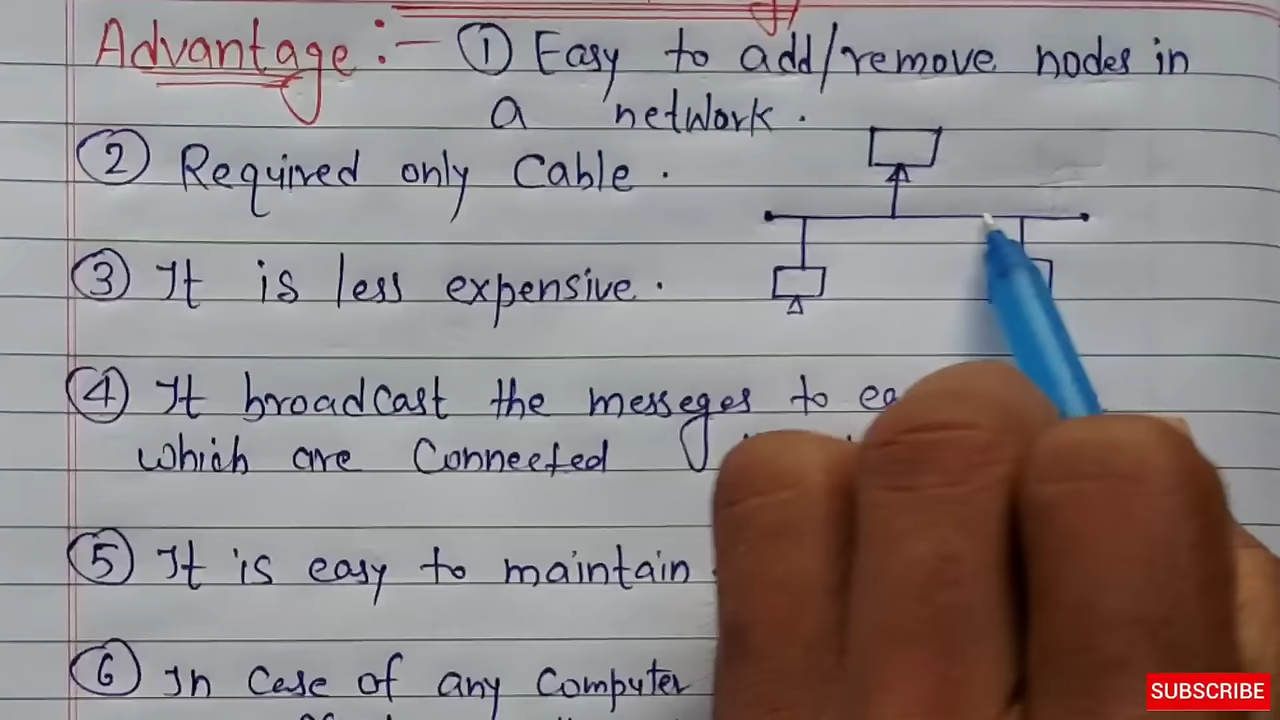 Advantage :- ① Easy to add/remove nodes in
a network.
② Required only Cable.
③ It is less expensive.
④ It broadcast the messeges to
which are Connected
⑤ It is easy to maintain
⑥ In Case of any Computer
SUBSCRIBE